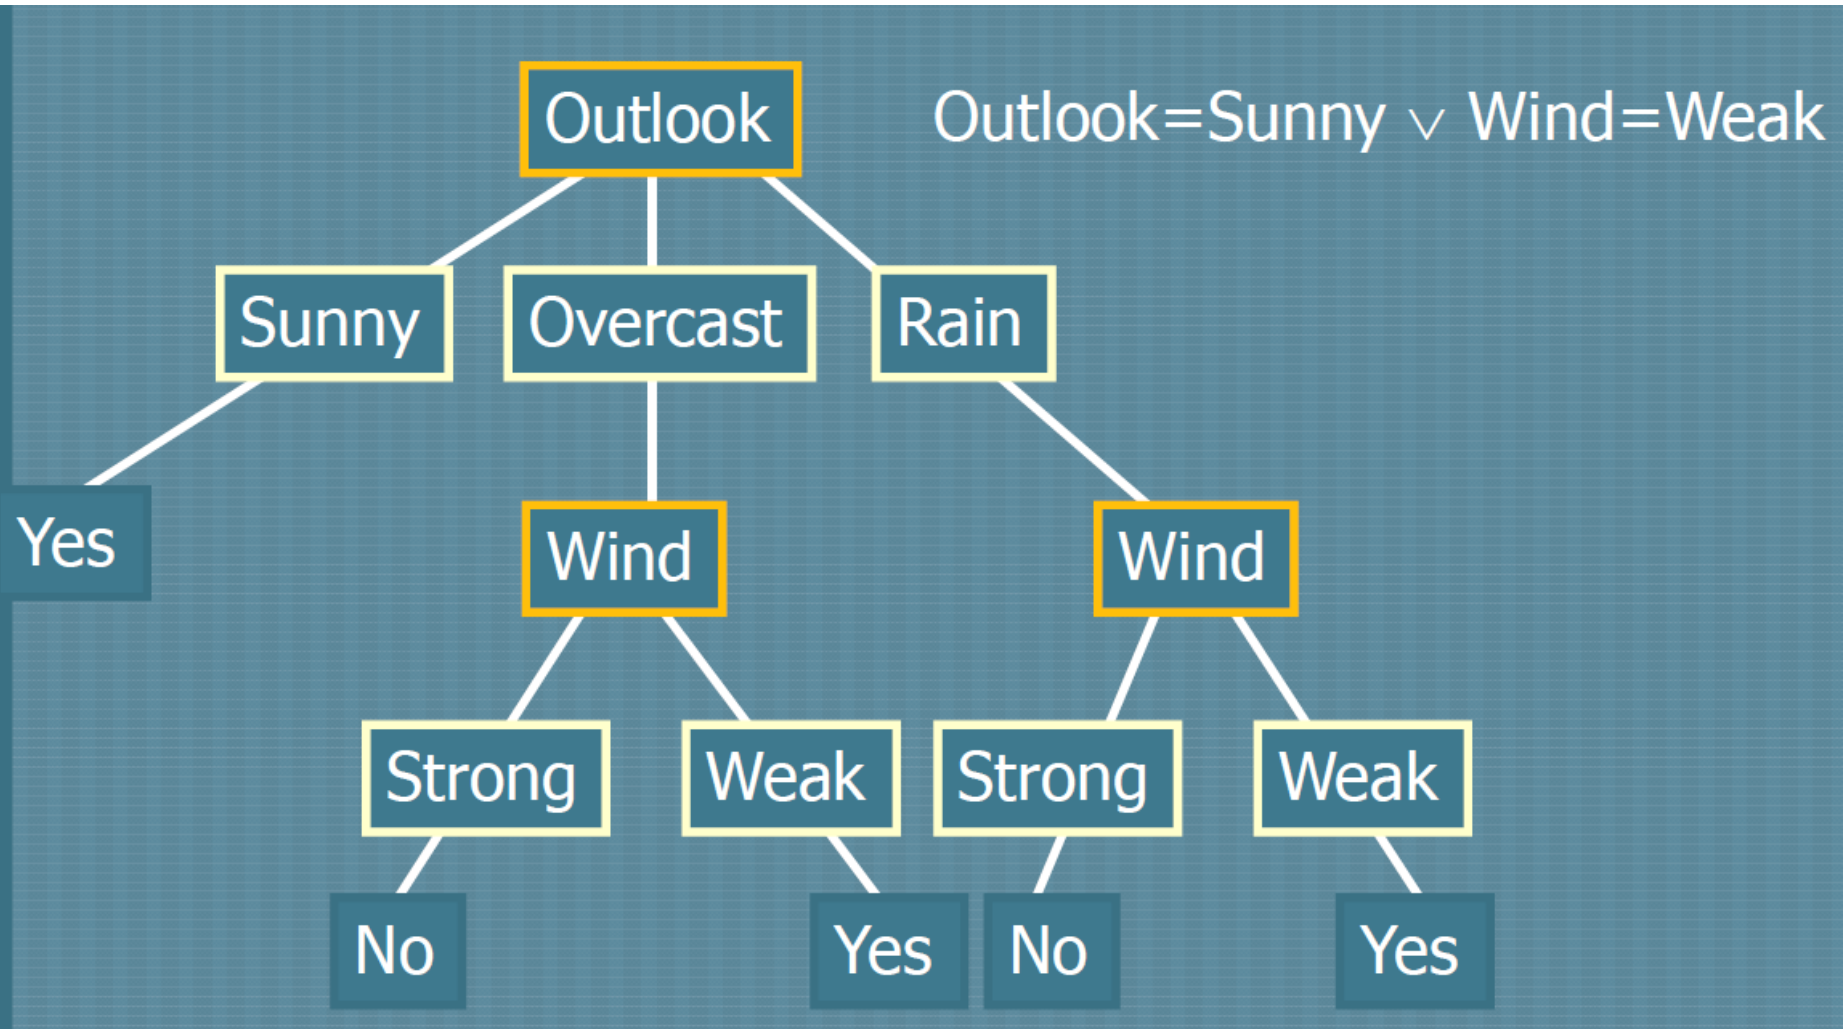 Outlook
Outlook=Sunny ∨ Wind=Weak
Sunny
Overcast
Rain
Yes
Wind
Wind
Strong
Weak
Strong
Weak
No
Yes
No
Yes